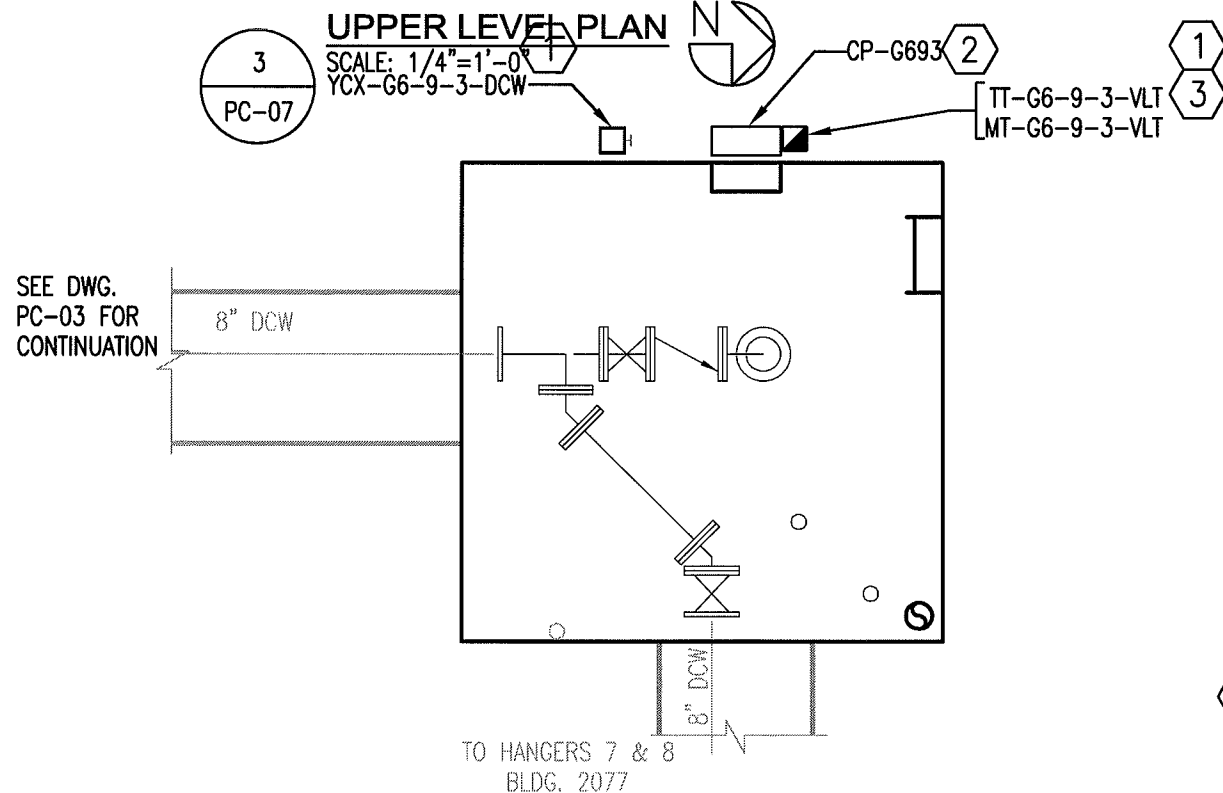 UPPER LEVEL PLAN
SCALE: 1/4"=1'-0"
1
N
3
PC-07
YCX-G6-9-3-DCW
CP-G693
2
TT-G6-9-3-VLT
MT-G6-9-3-VLT
1
3
SEE DWG.
PC-03 FOR
CONTINUATION
8" DCW
S
8" DCW
TO HANGERS 7 & 8
BLDG. 2077